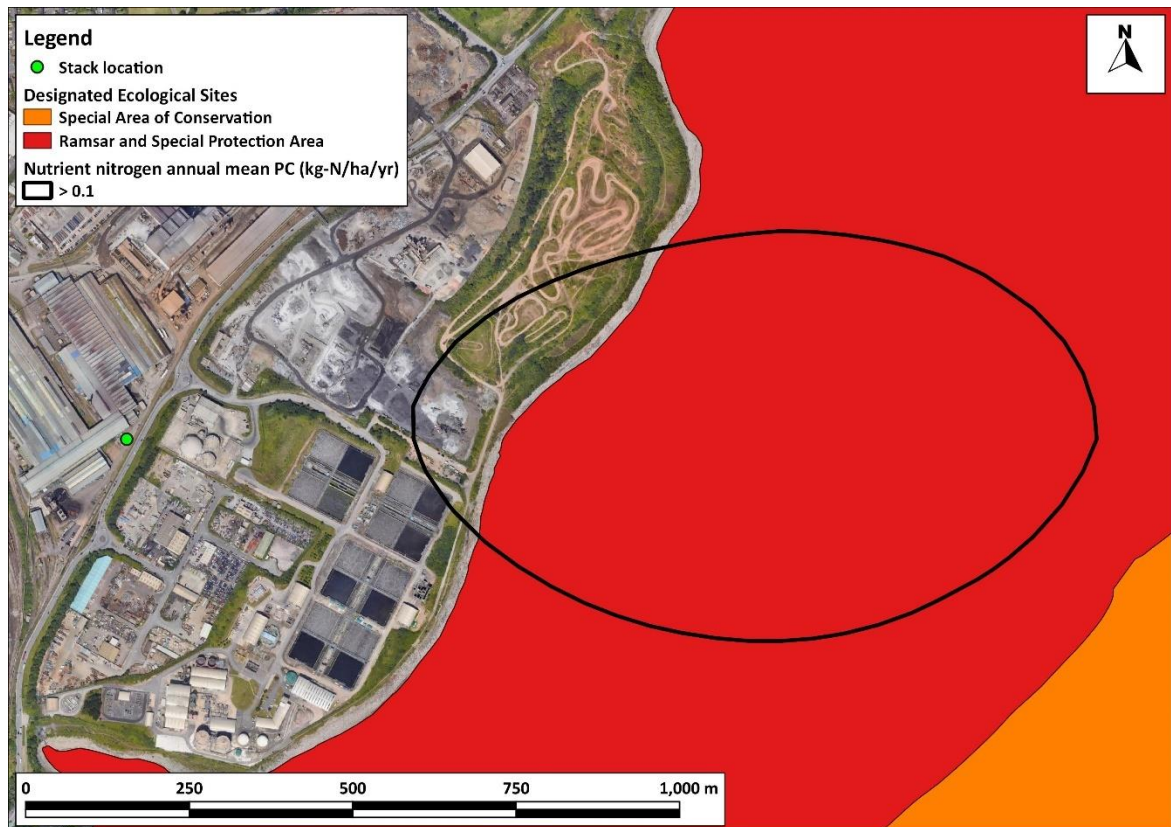 Legend
Stack location
Designated Ecological Sites
Special Area of Conservation
Ramsar and Special Protection Area
Nutrient nitrogen annual mean PC (kg-N/ha/yr)
> 0.1
N
0 250 500 750 1,000 m